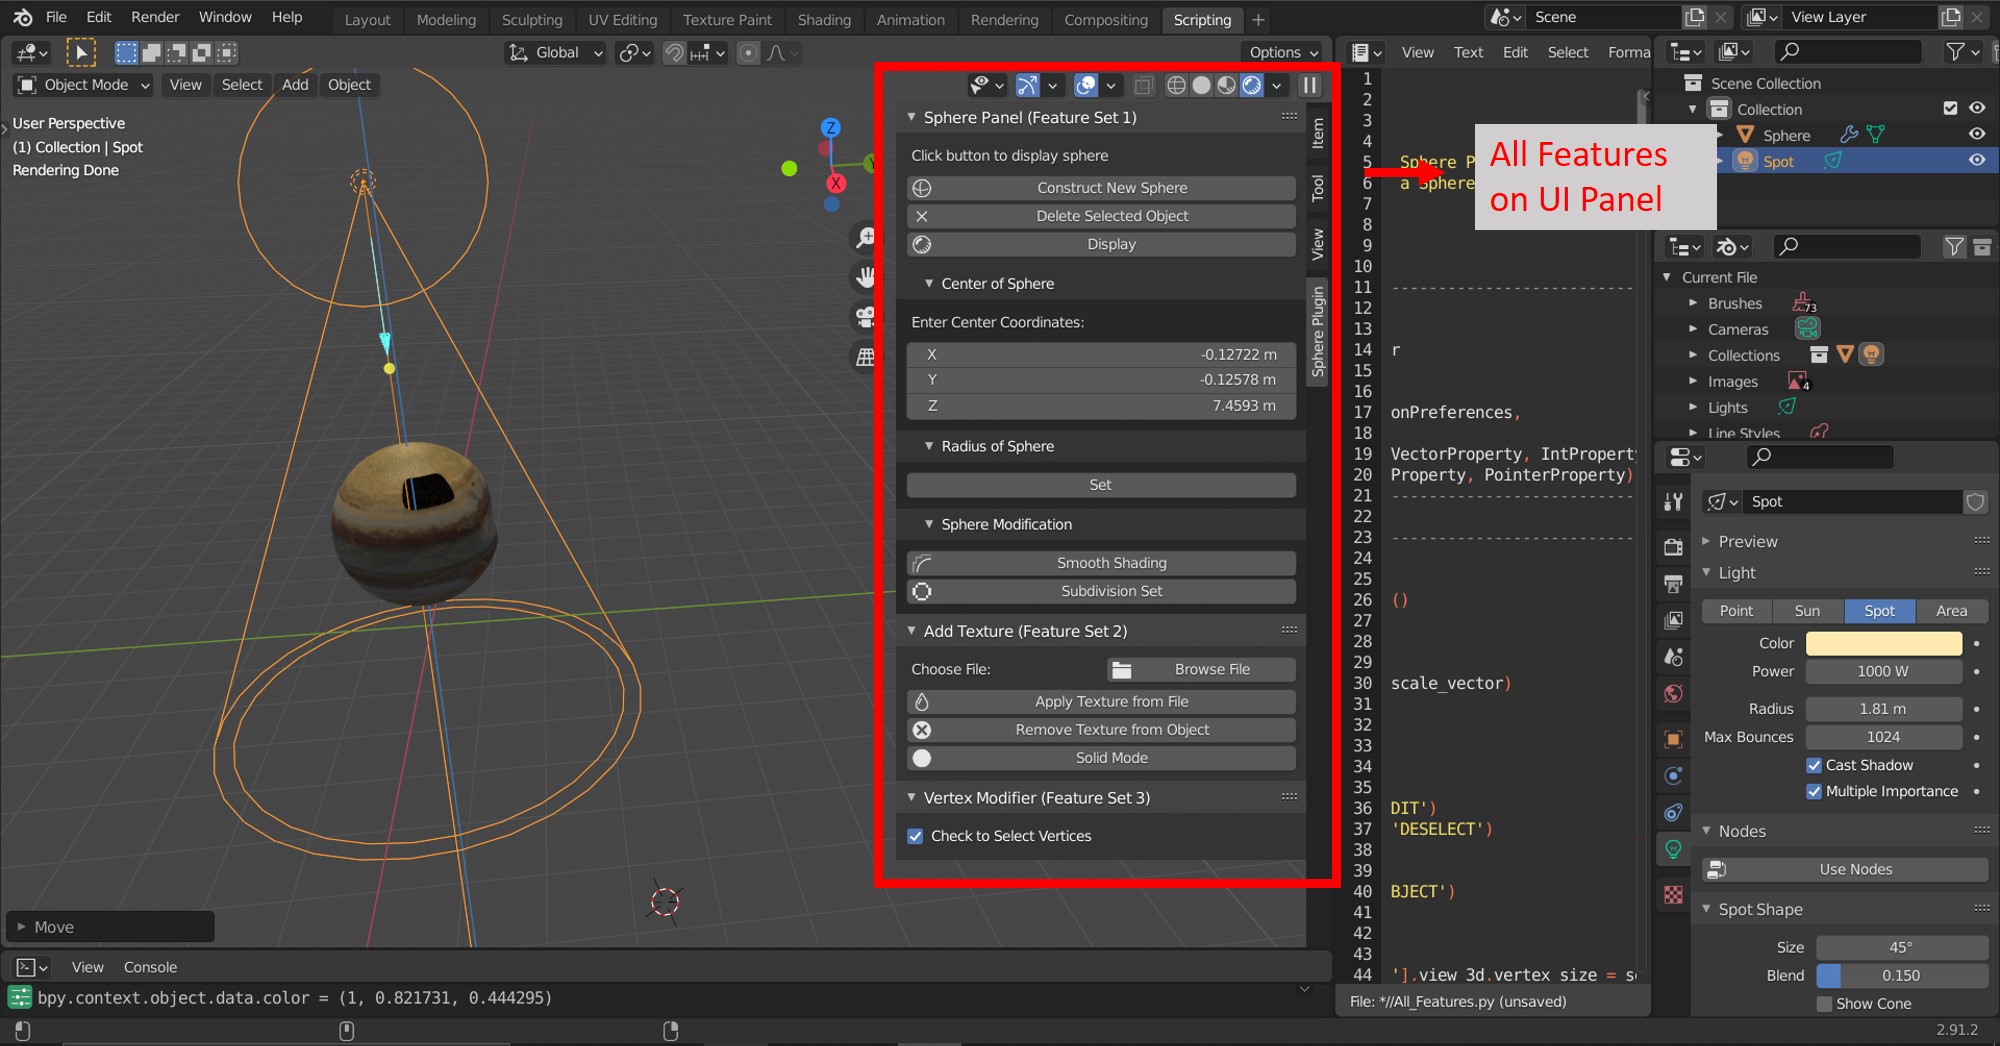 File Edit Render Window Help Layout Modeling Sculpting UV Editing Texture Paint Shading Animation Rendering Compositing Scripting + Scene View Layer
Global Options View Text Edit Select Forma
Object Mode View Select Add Object
User Perspective
(1) Collection | Spot
Rendering Done
Z
Y
X
Sphere Panel (Feature Set 1)
Click button to display sphere
Construct New Sphere
Delete Selected Object
Display
Center of Sphere
Enter Center Coordinates:
X -0.12722 m
Y -0.12578 m
Z 7.4593 m
Radius of Sphere
Set
Sphere Modification
Smooth Shading
Subdivision Set
Add Texture (Feature Set 2)
Choose File: Browse File
Apply Texture from File
Remove Texture from Object
Solid Mode
Vertex Modifier (Feature Set 3)
Check to Select Vertices
Item
Tool
View
Sphere Plugin
Move
View Console
bpy.context.object.data.color = (1, 0.821731, 0.444295)
1
2
3
4
5 Sphere P
6 a Sphere
7
8
9
10
11 -------------------------
12
13
14 r
15
16
17 onPreferences,
18
19 VectorProperty, IntProperty
20 Property, PointerProperty)
21 -------------------------
22
23 -------------------------
24
25
26 ()
27
28
29
30 scale_vector)
31
32
33
34
35
36 DIT')
37 'DESELECT')
38
39
40 BJECT')
41
42
43
44 '].view_3d.vertex_size = s
File: *//All_Features.py (unsaved)
All Features
on UI Panel
Scene Collection
Collection
Sphere
Spot
Current File
Brushes 73
Cameras
Collections
Images 4
Lights
Line Styles
Spot
Preview
Light
Point Sun Spot Area
Color
Power 1000 W
Radius 1.81 m
Max Bounces 1024
Cast Shadow
Multiple Importance
Nodes
Use Nodes
Spot Shape
Size 45°
Blend 0.150
Show Cone
2.91.2